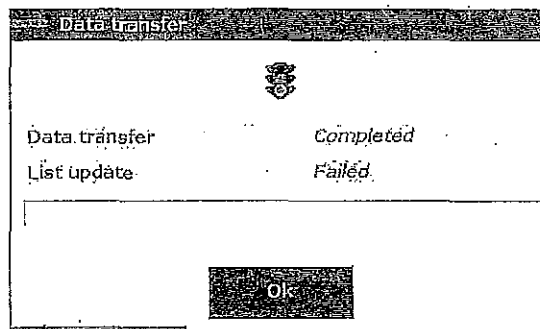 Data transfer
Data transfer Completed
List update Failed
Ok